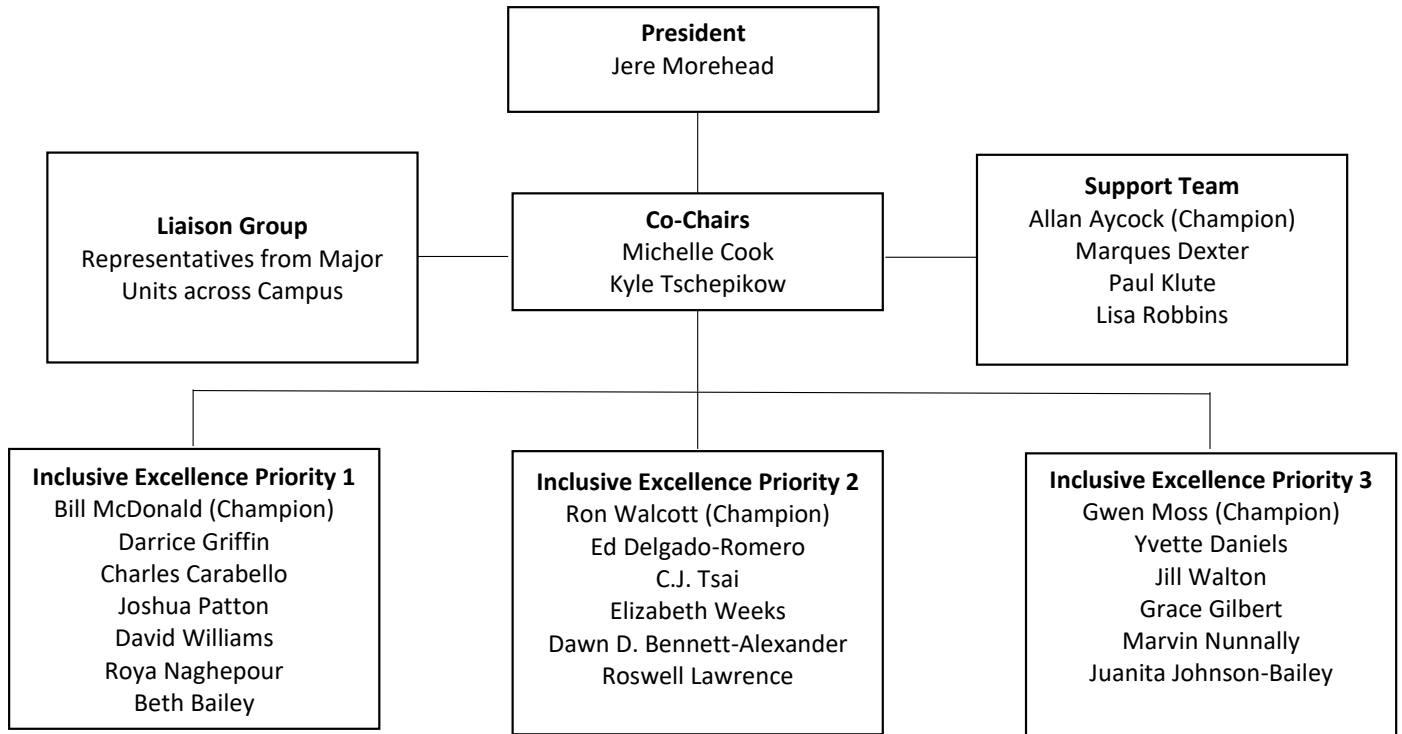 President
Jere Morehead
Liaison Group
Representatives from Major
Units across Campus
Co-Chairs
Michelle Cook
Kyle Tschepikow
Support Team
Allan Aycock (Champion)
Marques Dexter
Paul Klute
Lisa Robbins
Inclusive Excellence Priority 1
Bill McDonald (Champion)
Darrice Griffin
Charles Carabello
Joshua Patton
David Williams
Roya Naghepour
Beth Bailey
Inclusive Excellence Priority 2
Ron Walcott (Champion)
Ed Delgado-Romero
C.J. Tsai
Elizabeth Weeks
Dawn D. Bennett-Alexander
Roswell Lawrence
Inclusive Excellence Priority 3
Gwen Moss (Champion)
Yvette Daniels
Jill Walton
Grace Gilbert
Marvin Nunnally
Juanita Johnson-Bailey